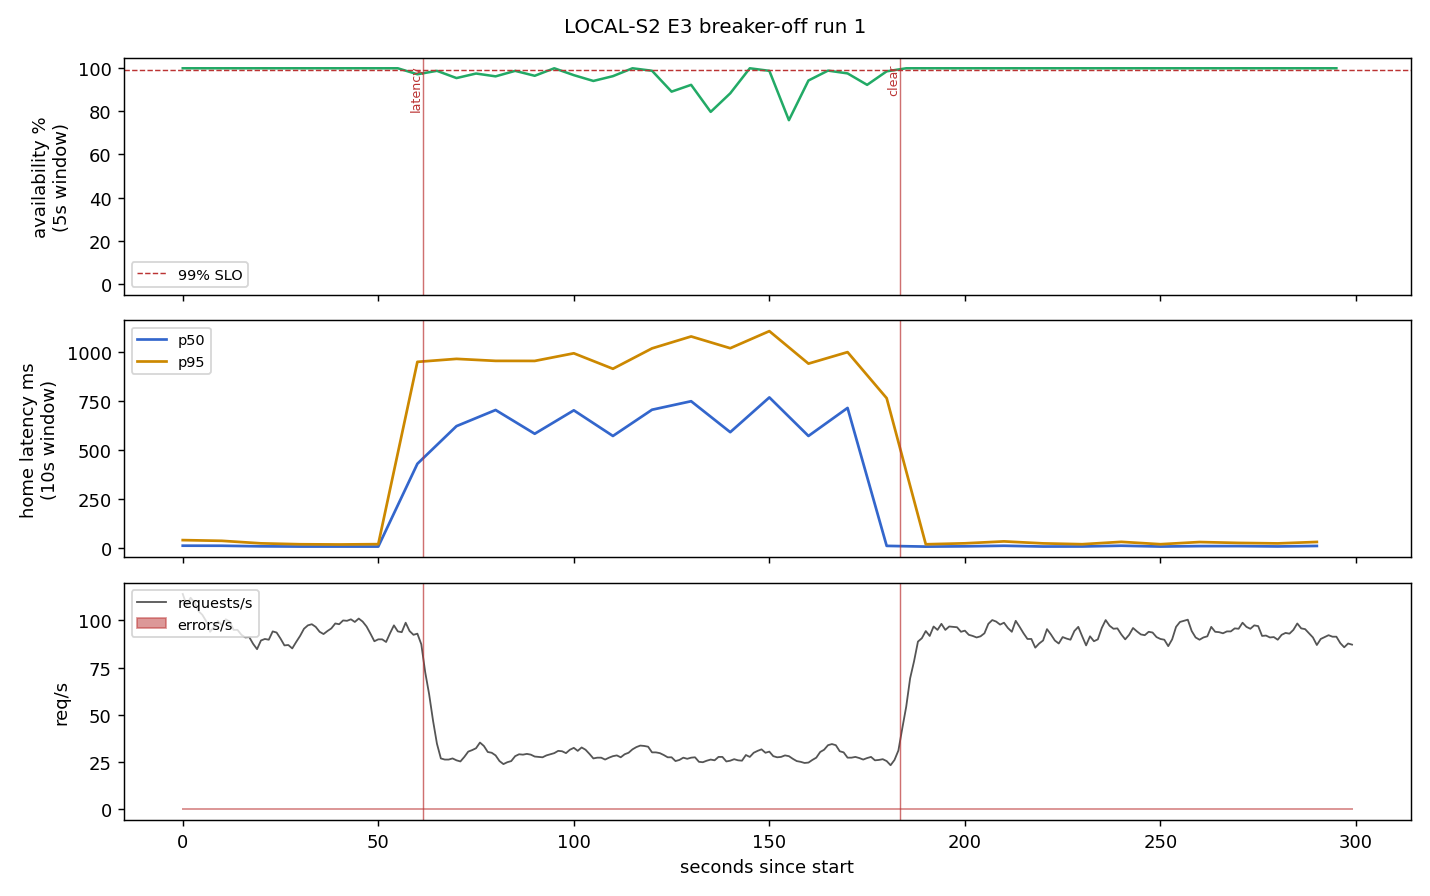 LOCAL-S2 E3 breaker-off run 1
availability %
(5s window)
100
80
60
40
20
0
latency
clear
99% SLO
home latency ms
(10s window)
1000
750
500
250
0
p50
p95
req/s
100
75
50
25
0
requests/s
errors/s
0
50
100
150
200
250
300
seconds since start